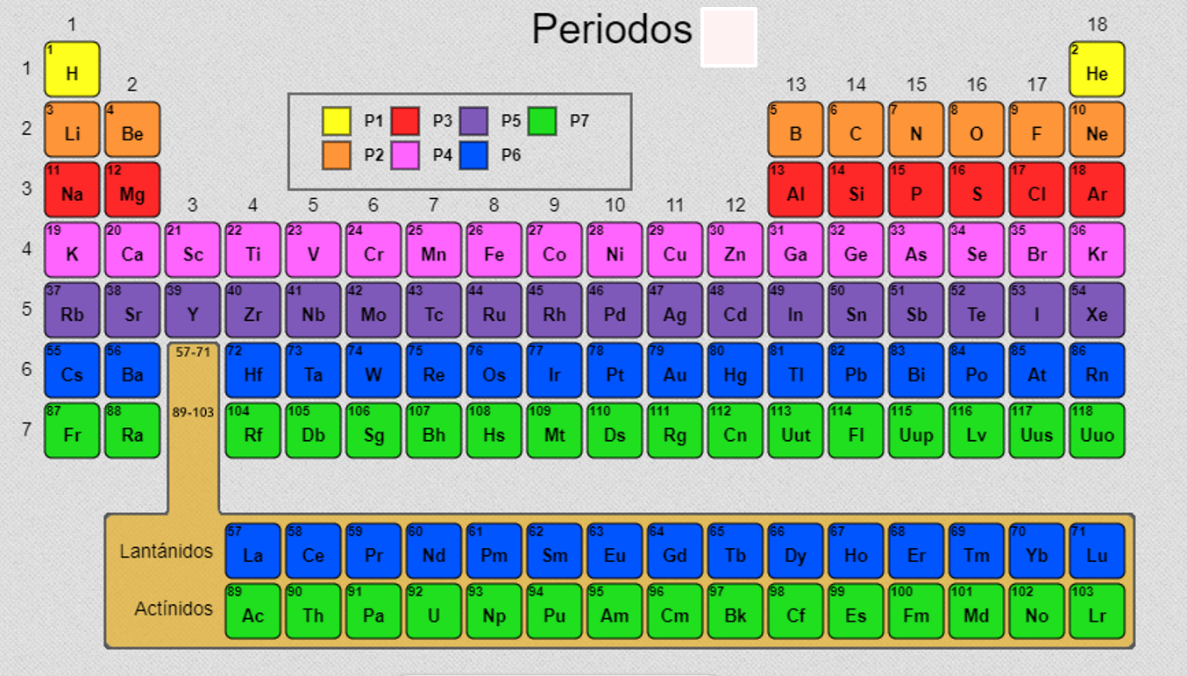 Periodos
1 18
1 1 H 2 He
2 13 14 15 16 17
2 3 Li 4 Be 5 B 6 C 7 N 8 O 9 F 10 Ne
P1 P3 P5 P7
P2 P4 P6
3 11 Na 12 Mg 13 Al 14 Si 15 P 16 S 17 Cl 18 Ar
3 4 5 6 7 8 9 10 11 12
4 19 K 20 Ca 21 Sc 22 Ti 23 V 24 Cr 25 Mn 26 Fe 27 Co 28 Ni 29 Cu 30 Zn 31 Ga 32 Ge 33 As 34 Se 35 Br 36 Kr
5 37 Rb 38 Sr 39 Y 40 Zr 41 Nb 42 Mo 43 Tc 44 Ru 45 Rh 46 Pd 47 Ag 48 Cd 49 In 50 Sn 51 Sb 52 Te 53 I 54 Xe
6 55 Cs 56 Ba 57-71 72 Hf 73 Ta 74 W 75 Re 76 Os 77 Ir 78 Pt 79 Au 80 Hg 81 Tl 82 Pb 83 Bi 84 Po 85 At 86 Rn
7 87 Fr 88 Ra 89-103 104 Rf 105 Db 106 Sg 107 Bh 108 Hs 109 Mt 110 Ds 111 Rg 112 Cn 113 Uut 114 Fl 115 Uup 116 Lv 117 Uus 118 Uuo
Lantánidos 57 La 58 Ce 59 Pr 60 Nd 61 Pm 62 Sm 63 Eu 64 Gd 65 Tb 66 Dy 67 Ho 68 Er 69 Tm 70 Yb 71 Lu
Actínidos 89 Ac 90 Th 91 Pa 92 U 93 Np 94 Pu 95 Am 96 Cm 97 Bk 98 Cf 99 Es 100 Fm 101 Md 102 No 103 Lr